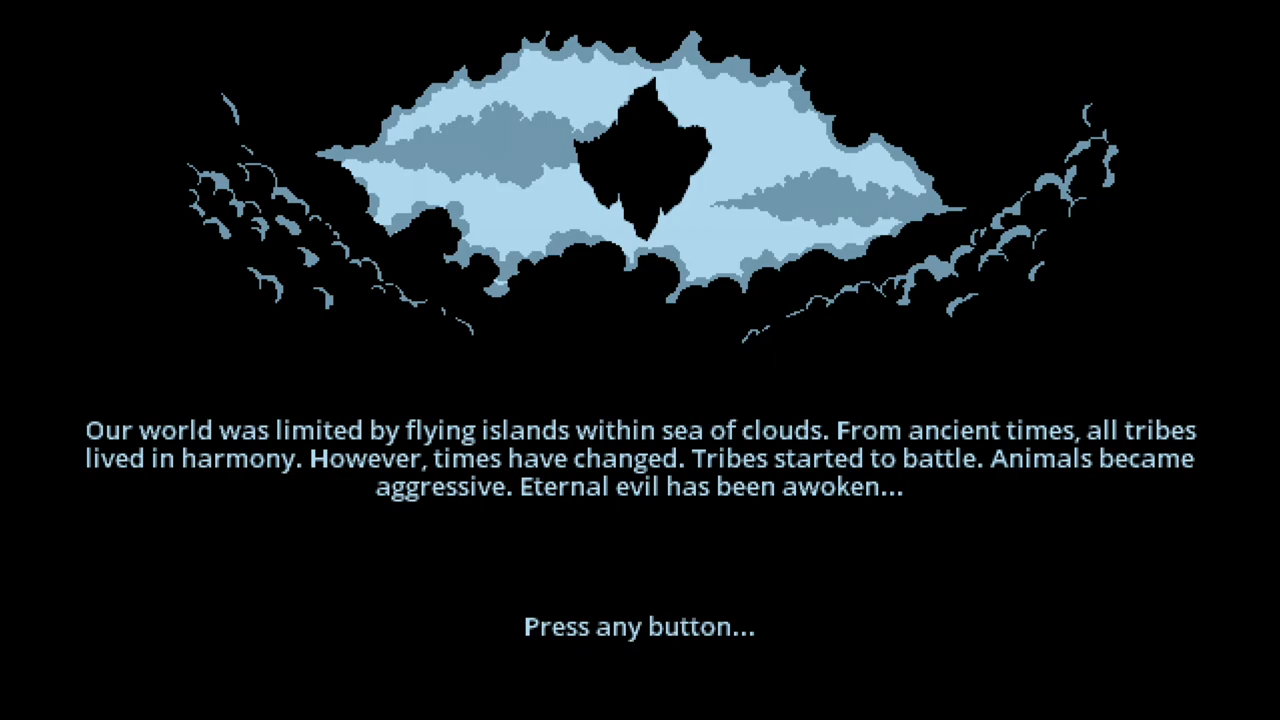 Our world was limited by flying islands within sea of clouds. From ancient times, all tribes
lived in harmony. However, times have changed. Tribes started to battle. Animals became
aggressive. Eternal evil has been awoken...
Press any button...